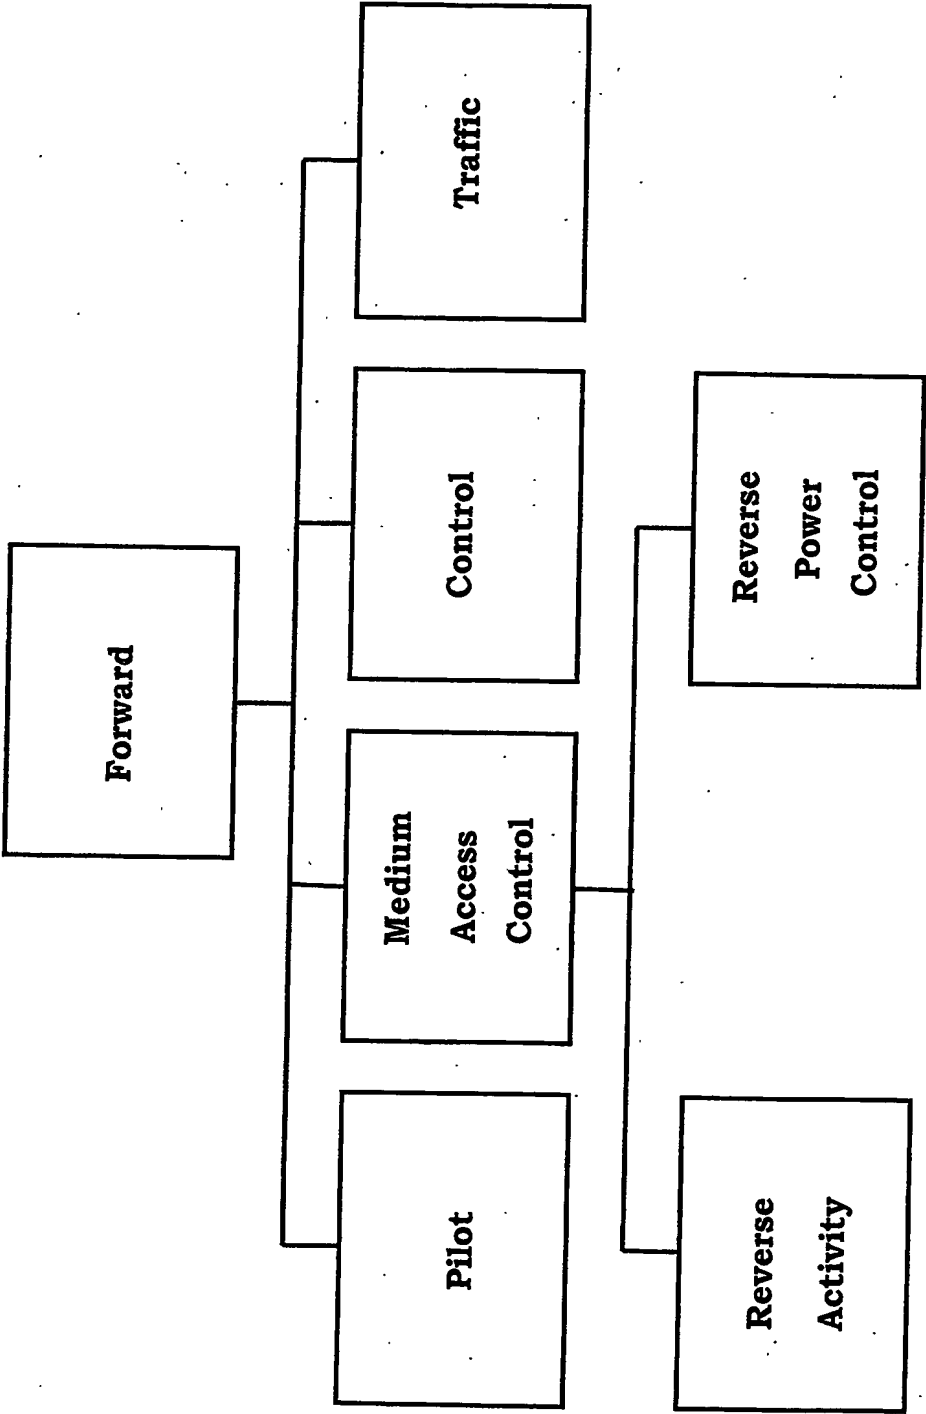 Forward
Pilot
Medium
Access
Control
Control
Traffic
Reverse
Activity
Reverse
Power
Control